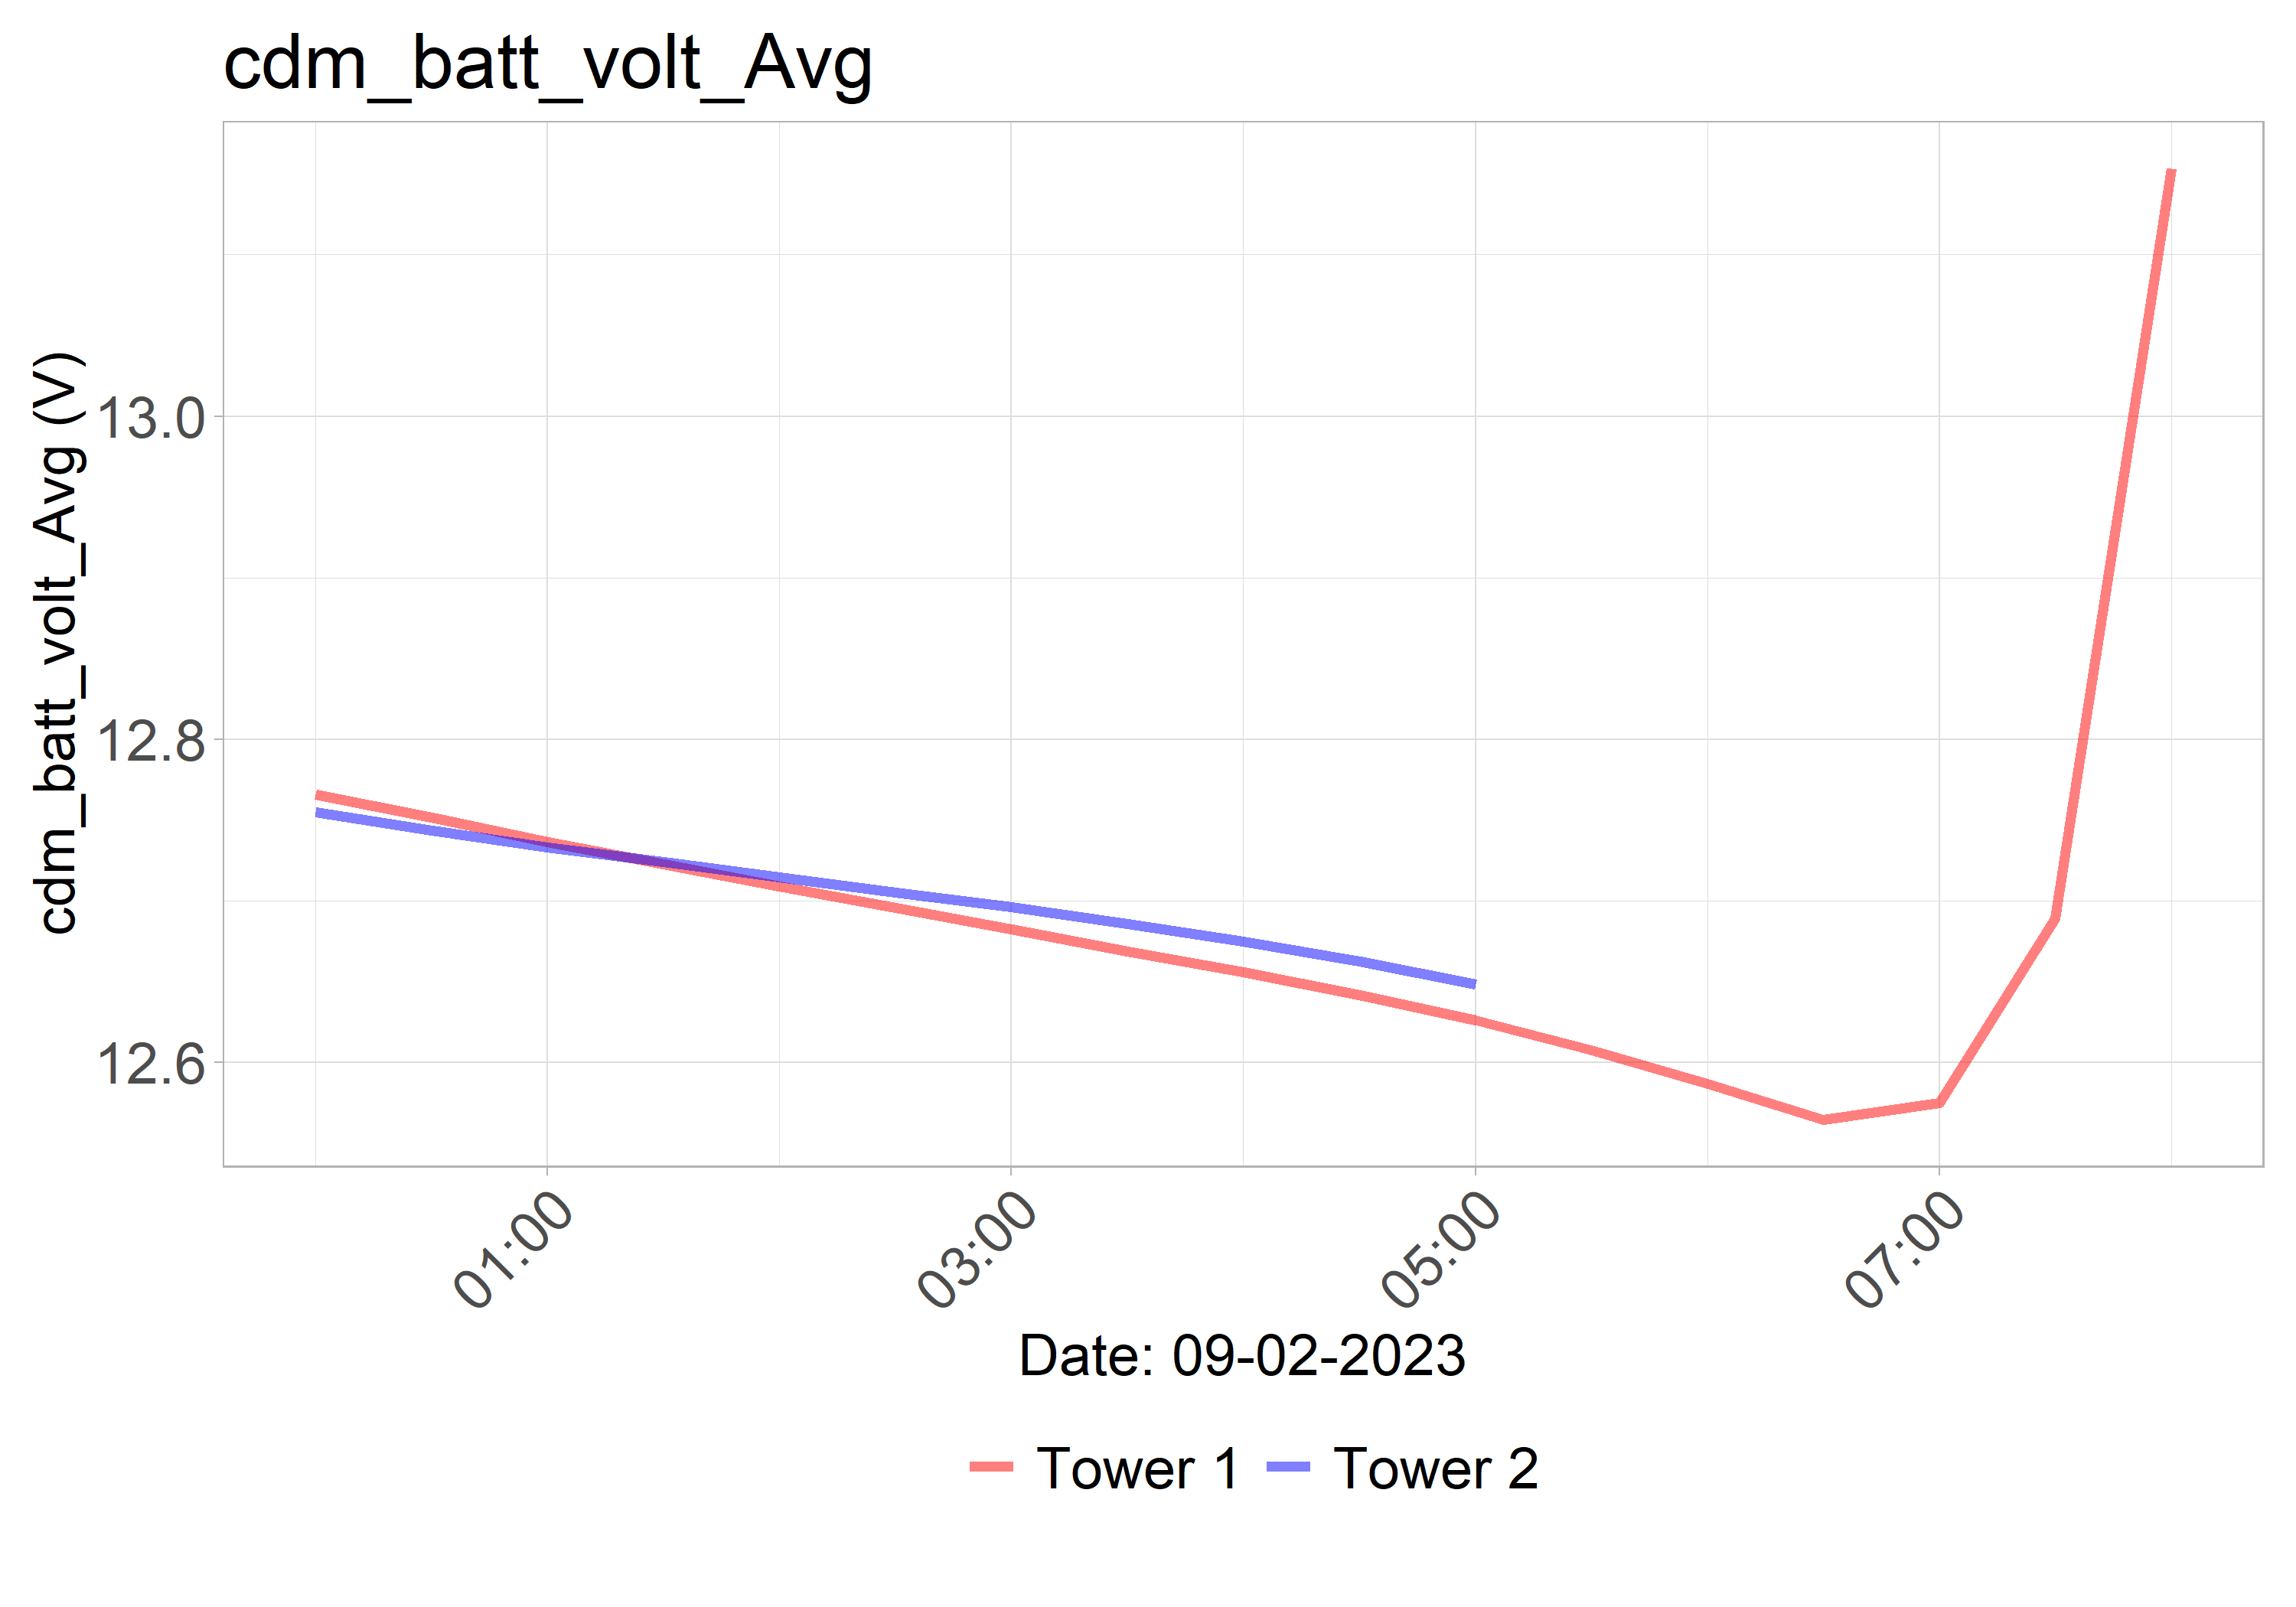 cdm_batt_volt_Avg
cdm_batt_volt_Avg (V)
13.0
12.8
12.6
01:00
03:00
05:00
07:00
Date: 09-02-2023
Tower 1
Tower 2